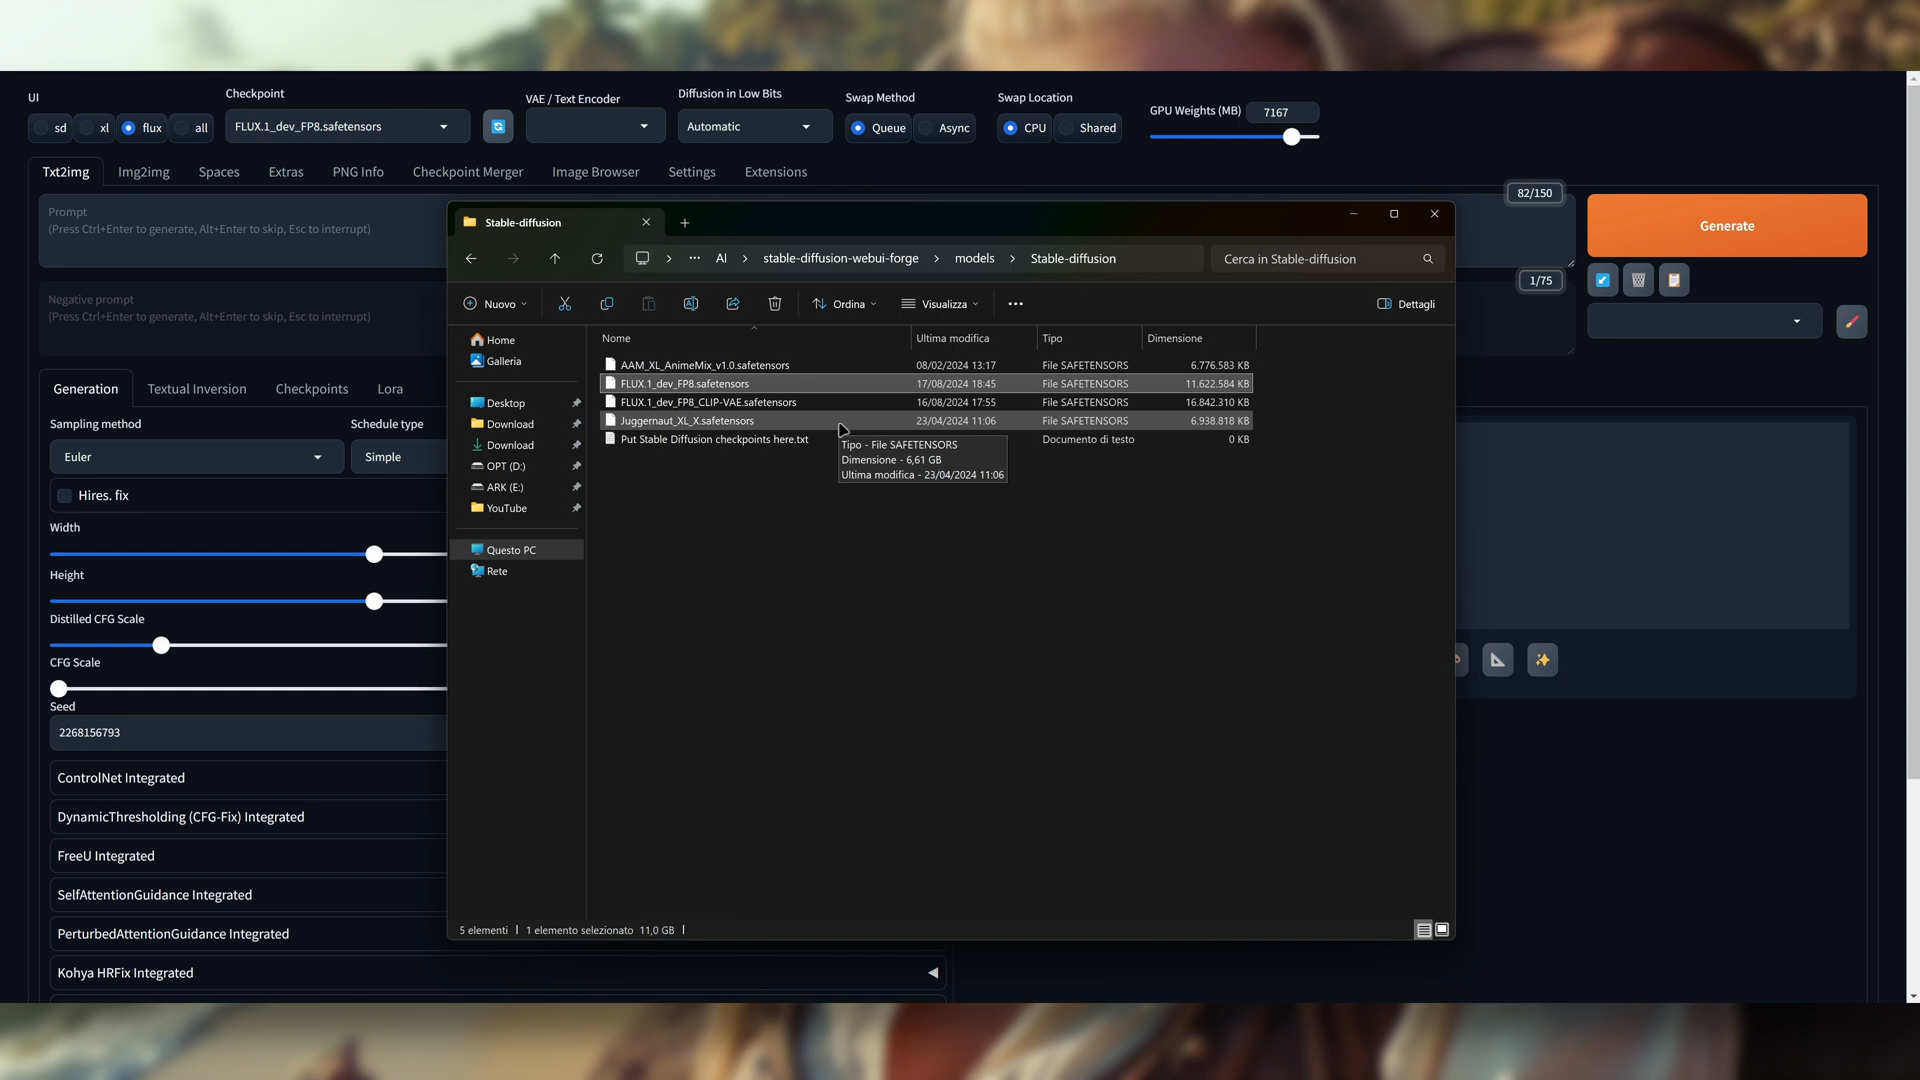 UI
sd
xl
flux
all
Checkpoint
FLUX.1_dev_FP8.safetensors
VAE / Text Encoder
Diffusion in Low Bits
Automatic
Swap Method
Queue
Async
Swap Location
CPU
Shared
GPU Weights (MB)
7167
Txt2img
Img2img
Spaces
Extras
PNG Info
Checkpoint Merger
Image Browser
Settings
Extensions
Prompt
(Press Ctrl+Enter to generate, Alt+Enter to skip, Esc to interrupt)
82/150
Generate
Negative prompt
(Press Ctrl+Enter to generate, Alt+Enter to skip, Esc to interrupt)
1/75
Generation
Textual Inversion
Checkpoints
Lora
Sampling method
Euler
Schedule type
Simple
Hires. fix
Width
Height
Distilled CFG Scale
CFG Scale
Seed
2268156793
ControlNet Integrated
DynamicThresholding (CFG-Fix) Integrated
FreeU Integrated
SelfAttentionGuidance Integrated
PerturbedAttentionGuidance Integrated
Kohya HRFix Integrated
Stable-diffusion
AI > stable-diffusion-webui-forge > models > Stable-diffusion
Cerca in Stable-diffusion
Nuovo
Ordina
Visualizza
Dettagli
Home
Galleria
Desktop
Download
Download
OPT (D:)
ARK (E:)
YouTube
Questo PC
Rete
Nome Ultima modifica Tipo Dimensione
AAM_XL_AnimeMix_v1.0.safetensors 08/02/2024 13:17 File SAFETENSORS 6.776.583 KB
FLUX.1_dev_FP8.safetensors 17/08/2024 18:45 File SAFETENSORS 11.622.584 KB
FLUX.1_dev_FP8_CLIP-VAE.safetensors 16/08/2024 17:55 File SAFETENSORS 16.842.310 KB
Juggernaut_XL_X.safetensors 23/04/2024 11:06 File SAFETENSORS 6.938.818 KB
Put Stable Diffusion checkpoints here.txt Documento di testo 0 KB
Tipo - File SAFETENSORS
Dimensione - 6,61 GB
Ultima modifica - 23/04/2024 11:06
5 elementi | 1 elemento selezionato 11,0 GB |